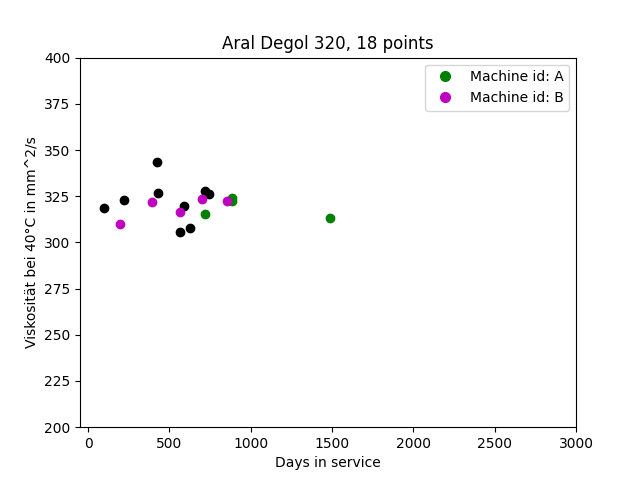 Aral Degol 320, 18 points
Machine id: A
Machine id: B
Viskosität bei 40°C in mm^2/s
400
375
350
325
300
275
250
225
200
0 500 1000 1500 2000 2500 3000
Days in service